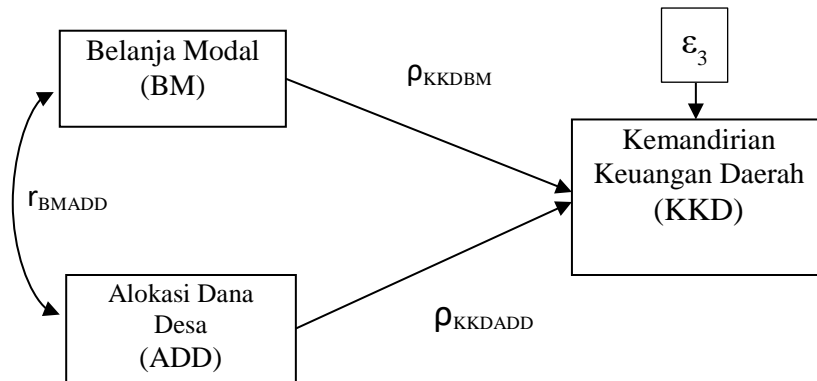 Belanja Modal
(BM)
ε3
ρKKDBM
Kemandirian
Keuangan Daerah
(KKD)
rBMADD
Alokasi Dana
Desa
(ADD)
ρKKDADD